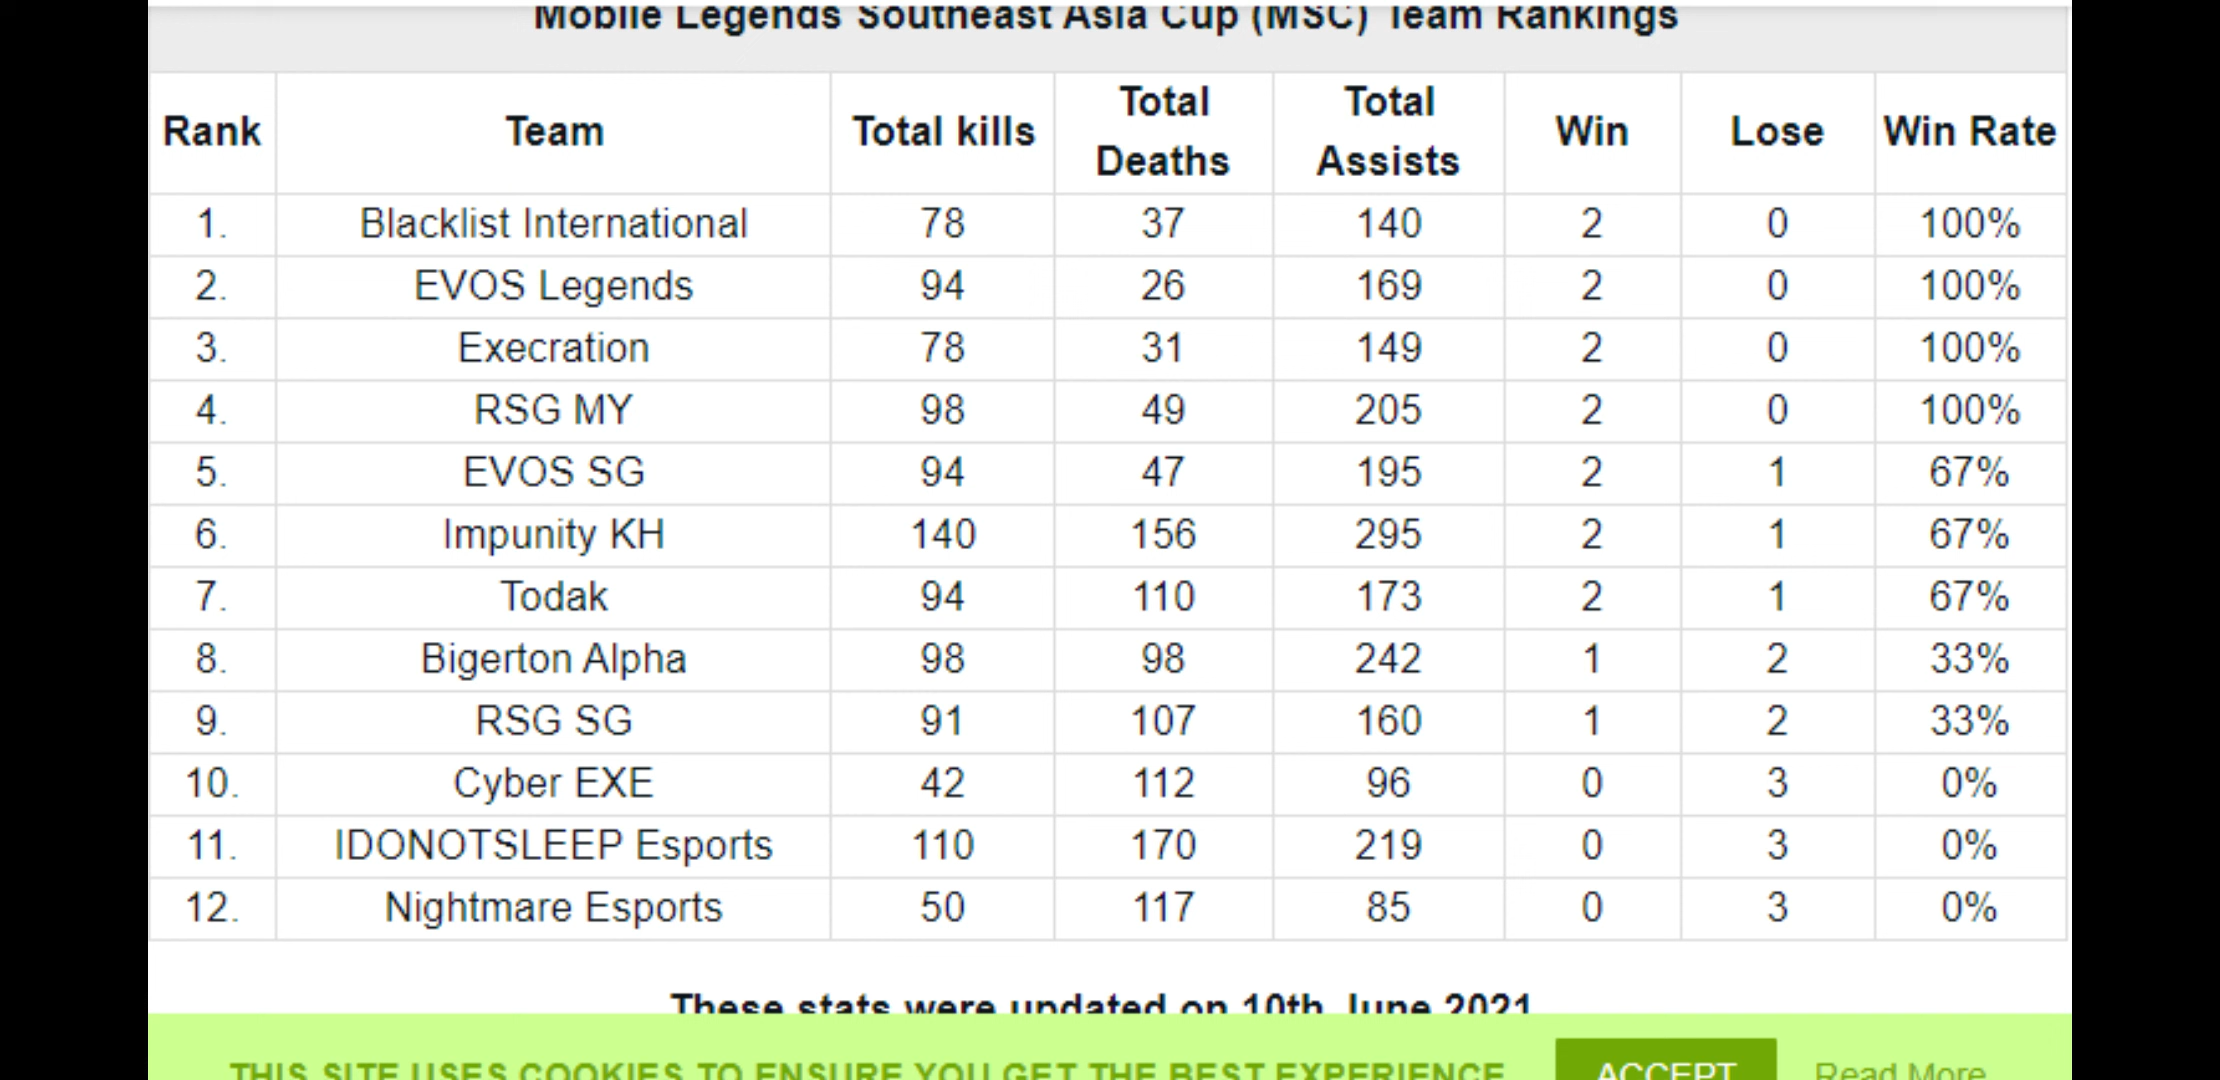 Mobile Legends Southeast Asia Cup (MSC) Team Rankings
Rank Team Total kills Total Deaths Total Assists Win Lose Win Rate
1. Blacklist International 78 37 140 2 0 100%
2. EVOS Legends 94 26 169 2 0 100%
3. Execration 78 31 149 2 0 100%
4. RSG MY 98 49 205 2 0 100%
5. EVOS SG 94 47 195 2 1 67%
6. Impunity KH 140 156 295 2 1 67%
7. Todak 94 110 173 2 1 67%
8. Bigerton Alpha 98 98 242 1 2 33%
9. RSG SG 91 107 160 1 2 33%
10. Cyber EXE 42 112 96 0 3 0%
11. IDONOTSLEEP Esports 110 170 219 0 3 0%
12. Nightmare Esports 50 117 85 0 3 0%
These stats were updated on 10th June 2021
THIS SITE USES COOKIES TO ENSURE YOU GET THE BEST EXPERIENCE ACCEPT Read More